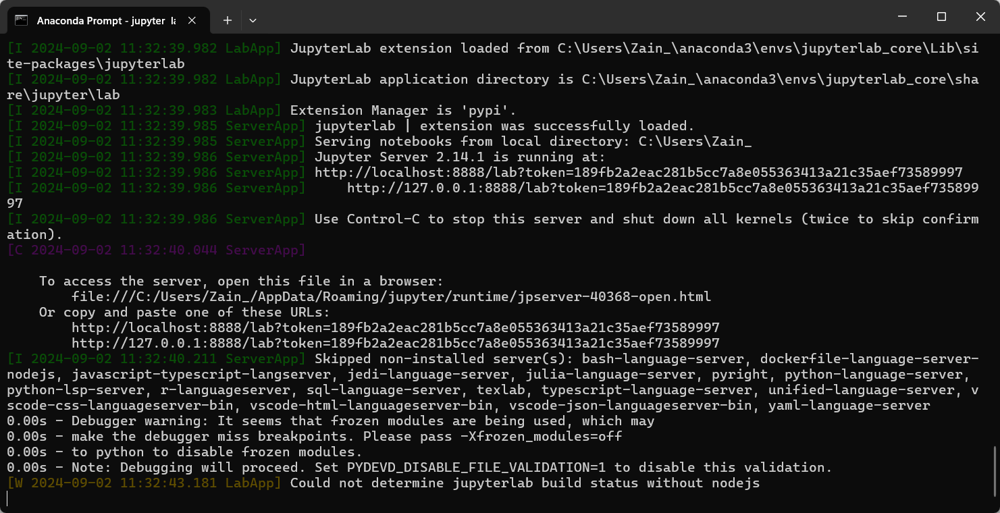 Anaconda Prompt - jupyter la
[I 2024-09-02 11:32:39.982 LabApp] JupyterLab extension loaded from C:\Users\Zain_\anaconda3\envs\jupyterlab_core\Lib\si
te-packages\jupyterlab
[I 2024-09-02 11:32:39.982 LabApp] JupyterLab application directory is C:\Users\Zain_\anaconda3\envs\jupyterlab_core\sha
re\jupyter\lab
[I 2024-09-02 11:32:39.983 LabApp] Extension Manager is 'pypi'.
[I 2024-09-02 11:32:39.985 ServerApp] jupyterlab | extension was successfully loaded.
[I 2024-09-02 11:32:39.985 ServerApp] Serving notebooks from local directory: C:\Users\Zain_
[I 2024-09-02 11:32:39.986 ServerApp] Jupyter Server 2.14.1 is running at:
[I 2024-09-02 11:32:39.986 ServerApp] http://localhost:8888/lab?token=189fb2a2eac281b5cc7a8e055363413a21c35aef73589997
[I 2024-09-02 11:32:39.986 ServerApp]     http://127.0.0.1:8888/lab?token=189fb2a2eac281b5cc7a8e055363413a21c35aef735899
97
[I 2024-09-02 11:32:39.986 ServerApp] Use Control-C to stop this server and shut down all kernels (twice to skip confirm
ation).
[C 2024-09-02 11:32:40.044 ServerApp]
    To access the server, open this file in a browser:
        file:///C:/Users/Zain_/AppData/Roaming/jupyter/runtime/jpserver-40368-open.html
    Or copy and paste one of these URLs:
        http://localhost:8888/lab?token=189fb2a2eac281b5cc7a8e055363413a21c35aef73589997
        http://127.0.0.1:8888/lab?token=189fb2a2eac281b5cc7a8e055363413a21c35aef73589997
[I 2024-09-02 11:32:40.211 ServerApp] Skipped non-installed server(s): bash-language-server, dockerfile-language-server-
nodejs, javascript-typescript-langserver, jedi-language-server, julia-language-server, pyright, python-language-server,
python-lsp-server, r-languageserver, sql-language-server, texlab, typescript-language-server, unified-language-server, v
scode-css-languageserver-bin, vscode-html-languageserver-bin, vscode-json-languageserver-bin, yaml-language-server
0.00s - Debugger warning: It seems that frozen modules are being used, which may
0.00s - make the debugger miss breakpoints. Please pass -Xfrozen_modules=off
0.00s - to python to disable frozen modules.
0.00s - Note: Debugging will proceed. Set PYDEVD_DISABLE_FILE_VALIDATION=1 to disable this validation.
[W 2024-09-02 11:32:43.181 LabApp] Could not determine jupyterlab build status without nodejs